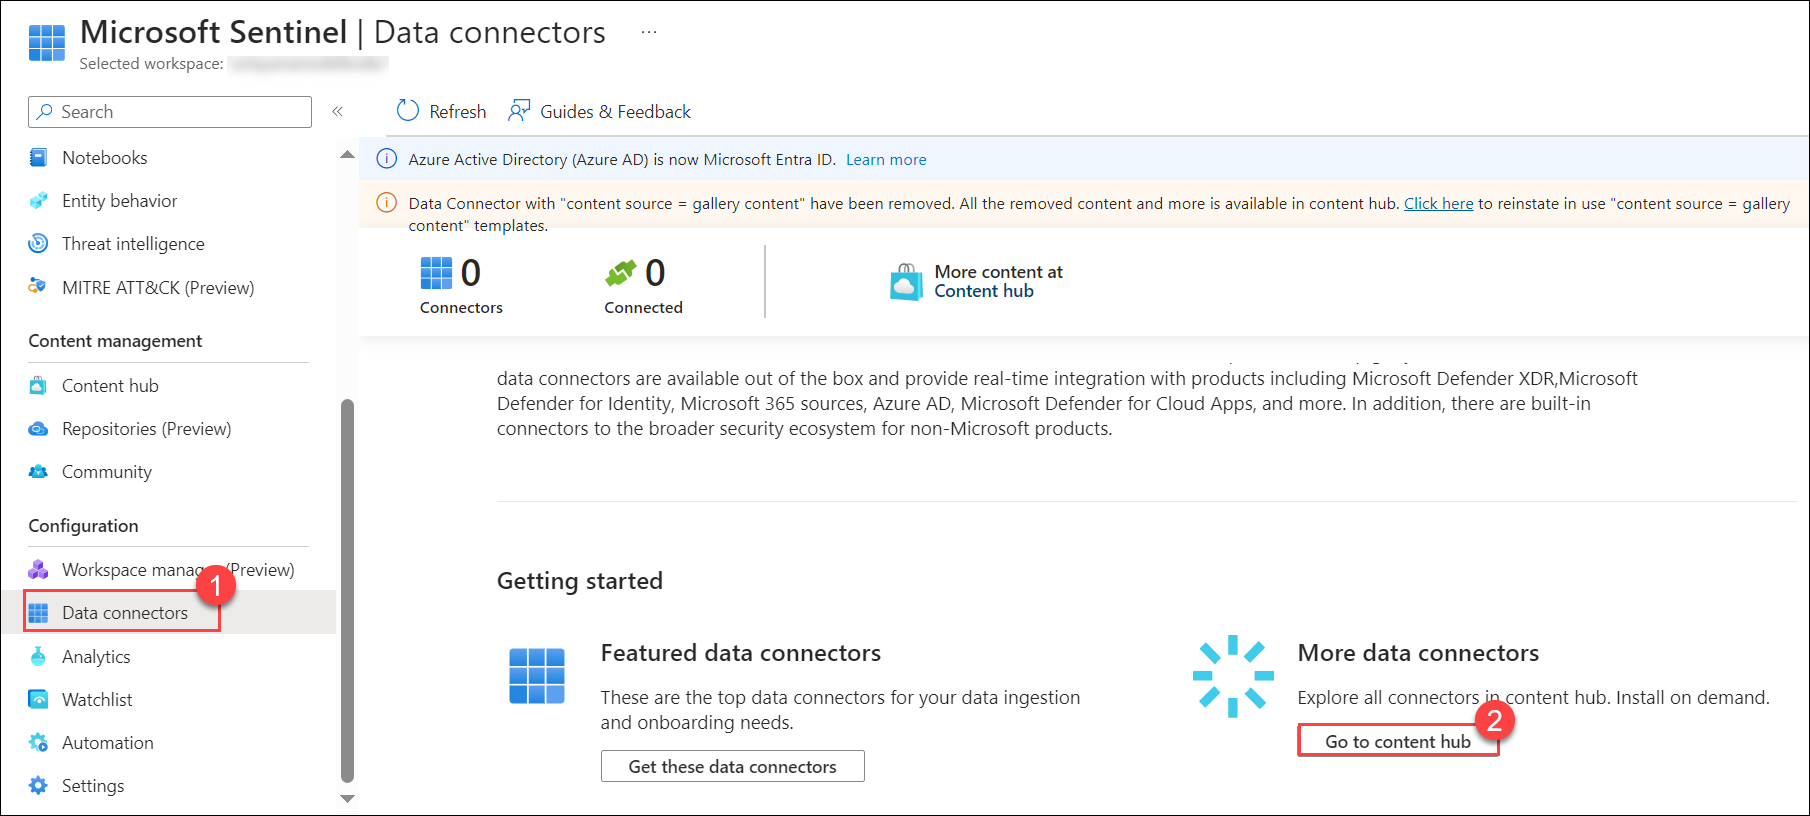 Microsoft Sentinel | Data connectors ...
Selected workspace:
Search
«
Refresh
Guides & Feedback
Notebooks
Entity behavior
Threat intelligence
MITRE ATT&CK (Preview)
Content management
Content hub
Repositories (Preview)
Community
Configuration
Workspace manag (Preview)
1
Data connectors
Analytics
Watchlist
Automation
Settings
Azure Active Directory (Azure AD) is now Microsoft Entra ID. Learn more
Data Connector with "content source = gallery content" have been removed. All the removed content and more is available in content hub. Click here to reinstate in use "content source = gallery
content" templates.
0
Connectors
0
Connected
More content at
Content hub
data connectors are available out of the box and provide real-time integration with products including Microsoft Defender XDR,Microsoft
Defender for Identity, Microsoft 365 sources, Azure AD, Microsoft Defender for Cloud Apps, and more. In addition, there are built-in
connectors to the broader security ecosystem for non-Microsoft products.
Getting started
Featured data connectors
These are the top data connectors for your data ingestion
and onboarding needs.
Get these data connectors
More data connectors
Explore all connectors in content hub. Install on demand.
2
Go to content hub